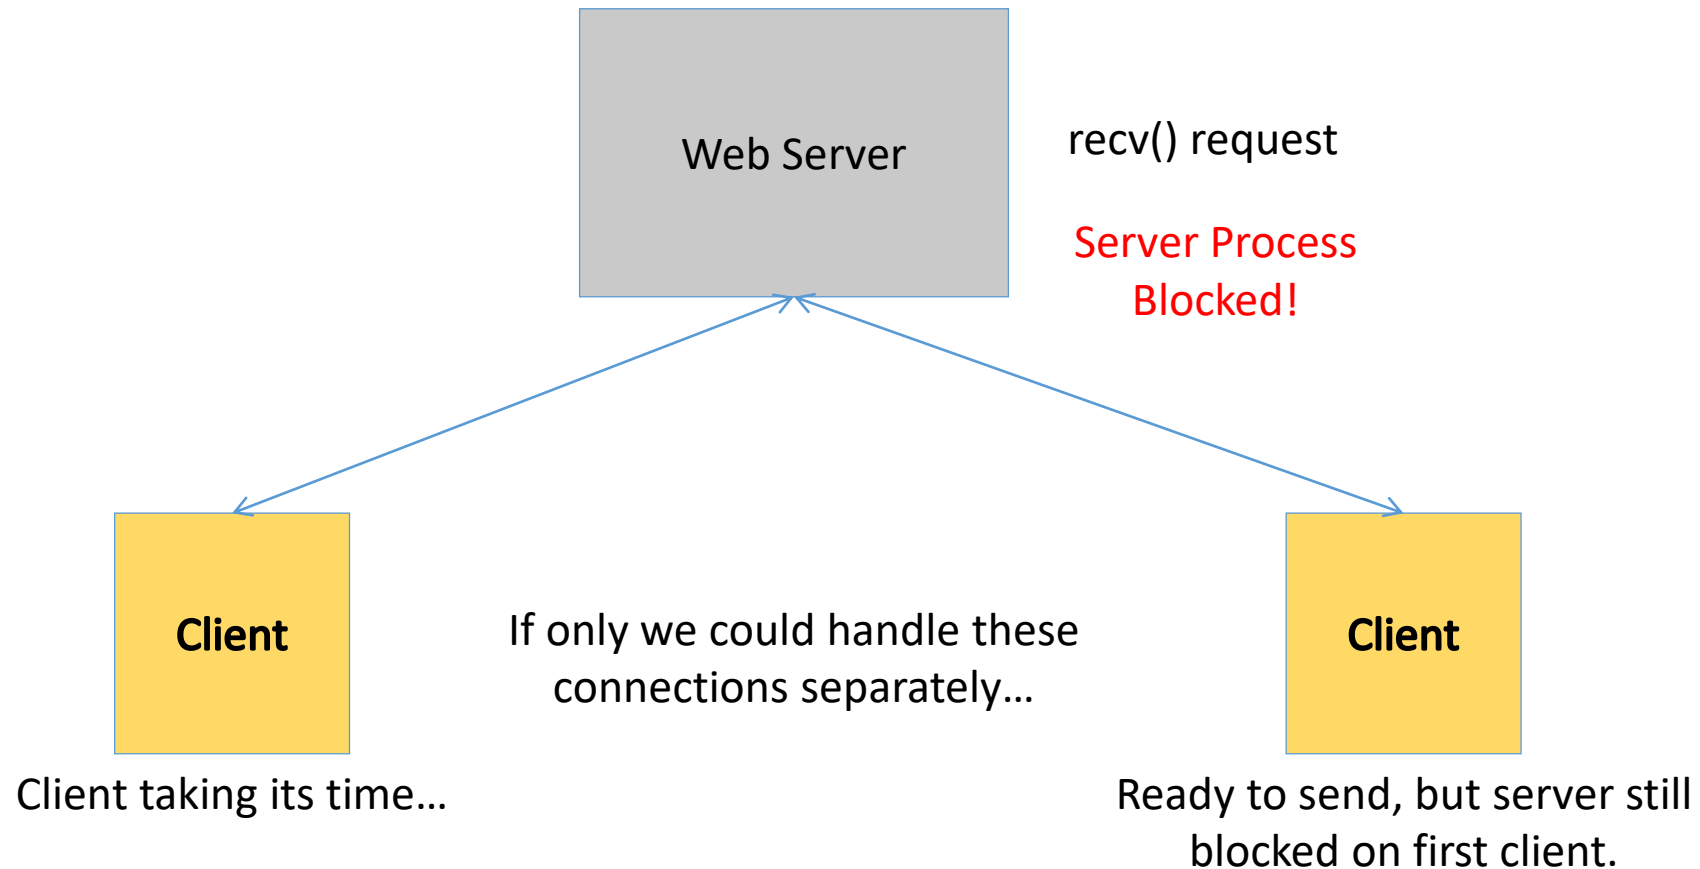 Web Server
recv() request
Server Process
Blocked!
Client
If only we could handle these
connections separately…
Client
Client taking its time…
Ready to send, but server still
blocked on first client.